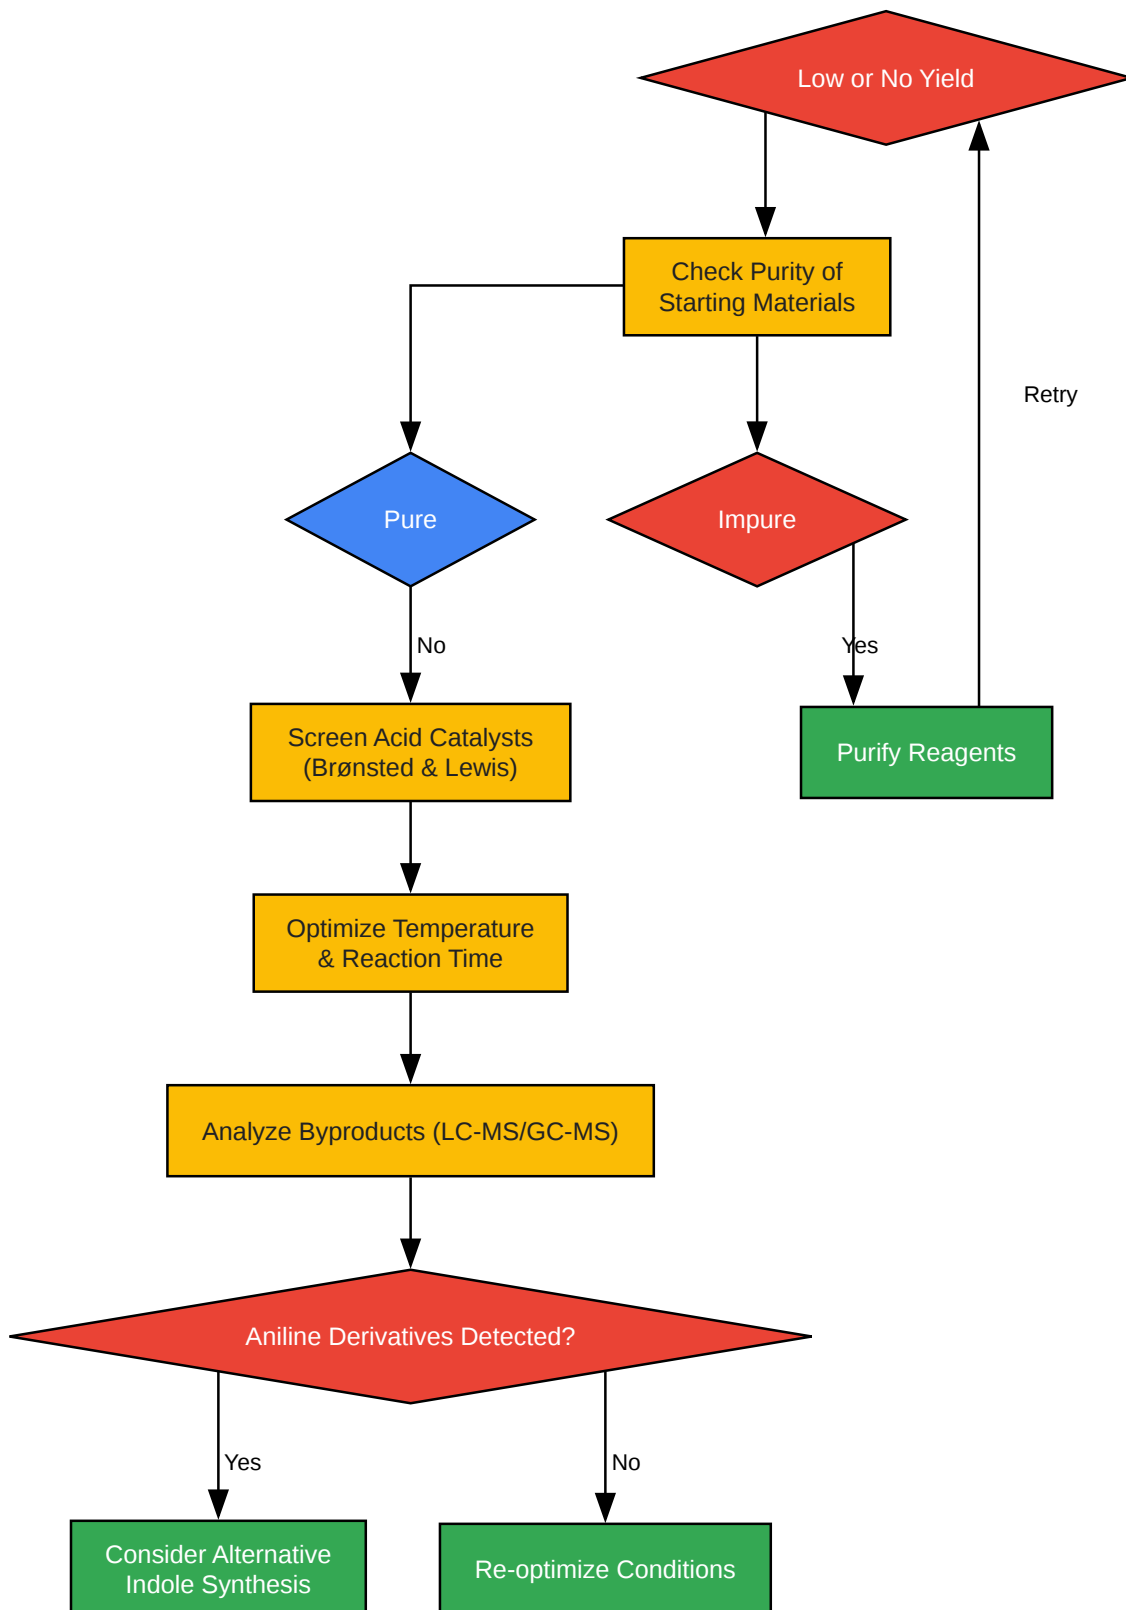 Low or No Yield
Check Purity of
Starting Materials
Retry
Pure
Impure
No
Yes
Screen Acid Catalysts
(Brønsted & Lewis)
Purify Reagents
Optimize Temperature
& Reaction Time
Analyze Byproducts (LC-MS/GC-MS)
Aniline Derivatives Detected?
Yes
No
Consider Alternative
Indole Synthesis
Re-optimize Conditions